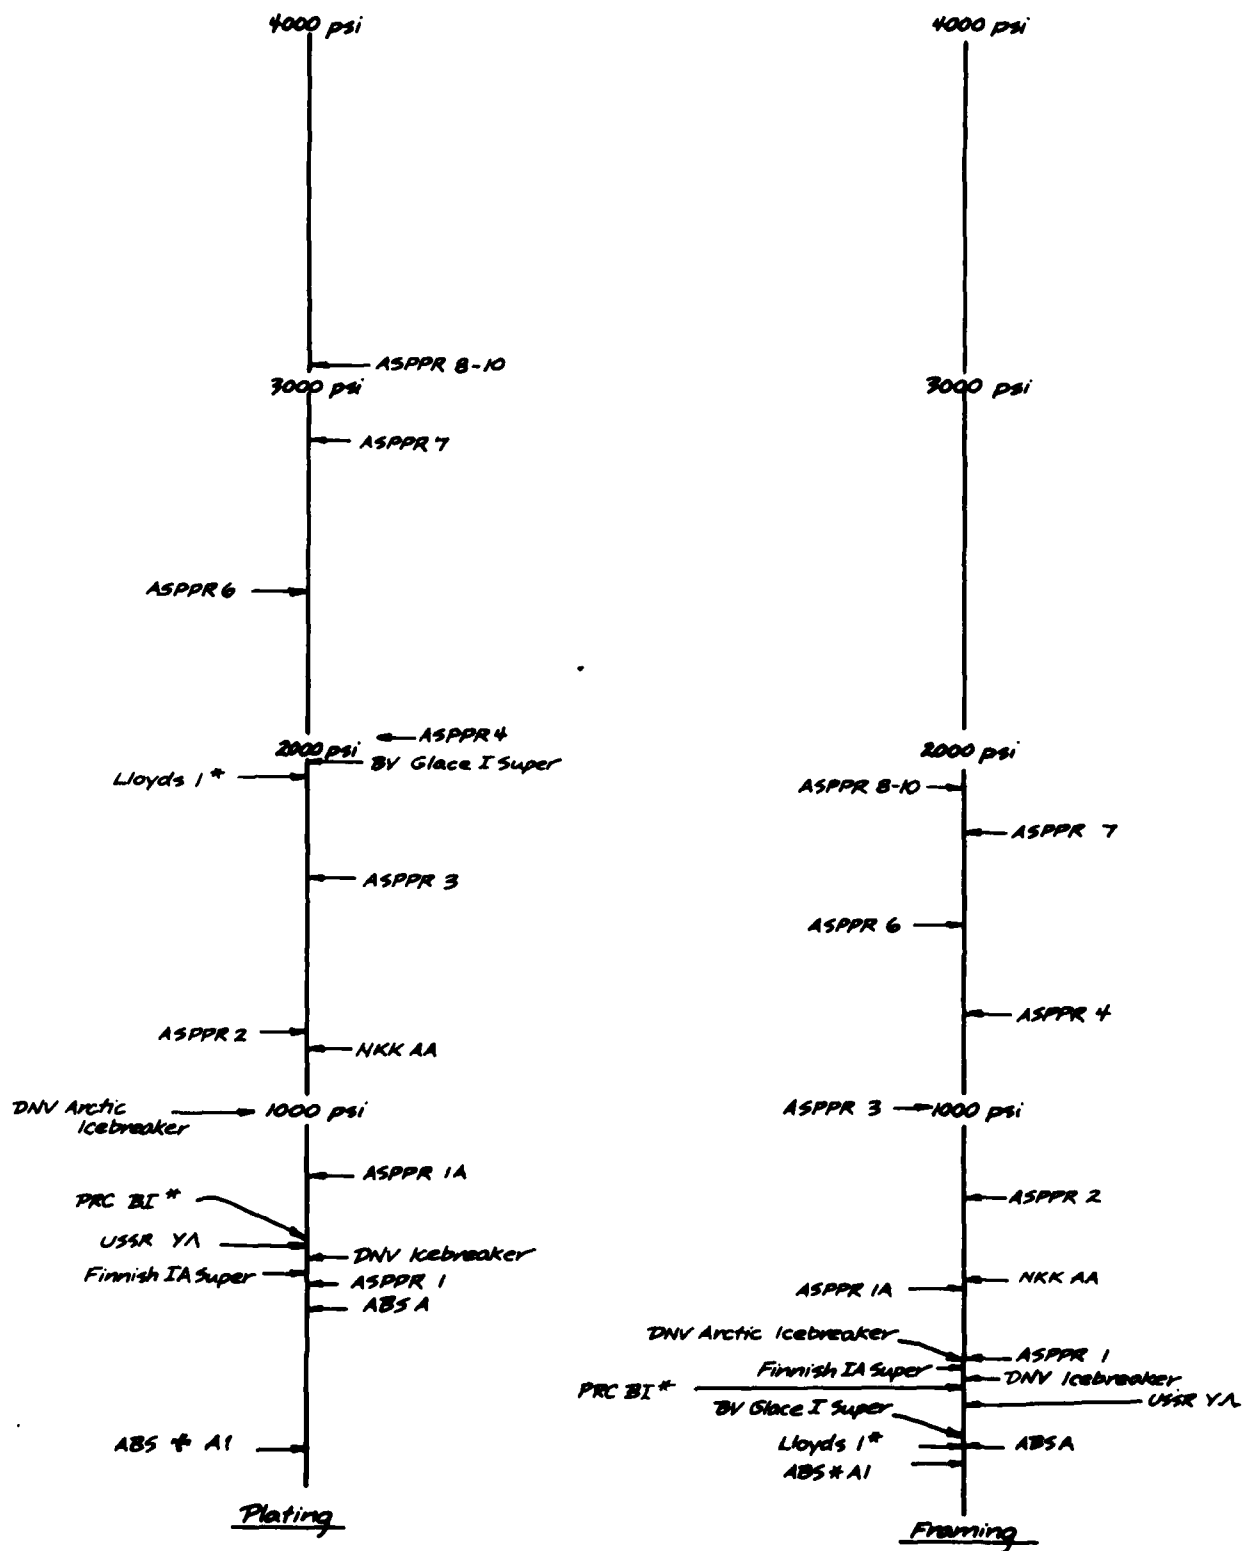 4000 psi
ASPPR 8-10
3000 psi
ASPPR 7
ASPPR 6
ASPPR 4
2000 psi
BV Glace I Super
Lloyds 1*
ASPPR 3
ASPPR 2
NKK AA
DNV Arctic
Icebreaker
1000 psi
ASPPR 1A
PRC BI*
USSR YΛ
DNV Icebreaker
Finnish IA Super
ASPPR 1
ABS A
ABS * A1
Plating
4000 psi
3000 psi
2000 psi
ASPPR 8-10
ASPPR 7
ASPPR 6
ASPPR 4
ASPPR 3
1000 psi
ASPPR 2
NKK AA
ASPPR 1A
DNV Arctic Icebreaker
ASPPR 1
Finnish IA Super
DNV Icebreaker
PRC BI*
USSR YΛ
BV Glace I Super
Lloyds 1*
ABS A
ABS * A1
Framing